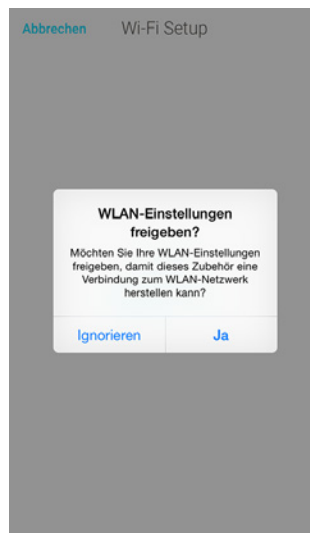 Abbrechen Wi-Fi Setup
WLAN-Einstellungen
freigeben?
Möchten Sie Ihre WLAN-Einstellungen
freigeben, damit dieses Zubehör eine
Verbindung zum WLAN-Netzwerk
herstellen kann?
Ignorieren Ja